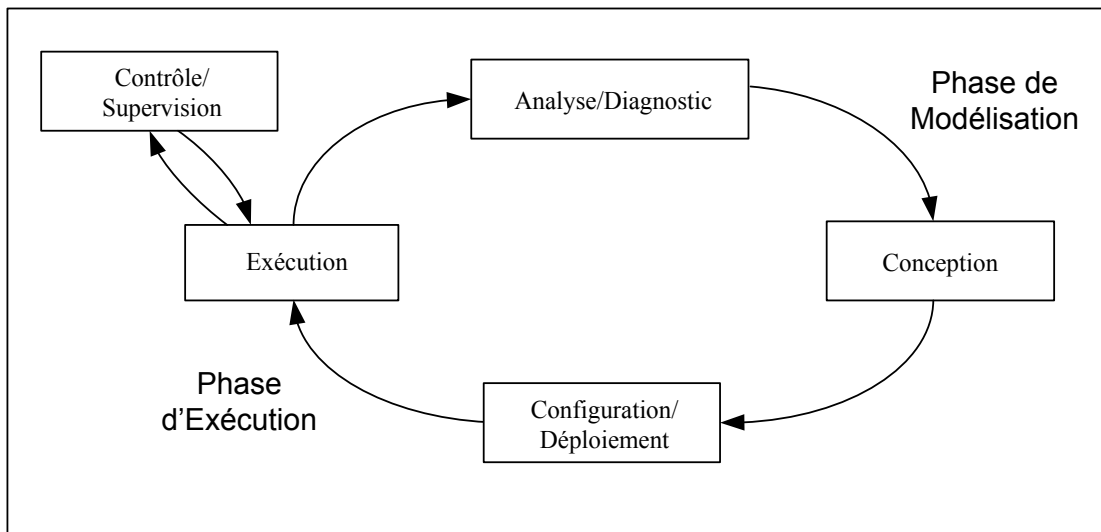 Contrôle/
Supervision
Analyse/Diagnostic
Phase de
Modélisation
Exécution
Conception
Phase
d’Exécution
Configuration/
Déploiement